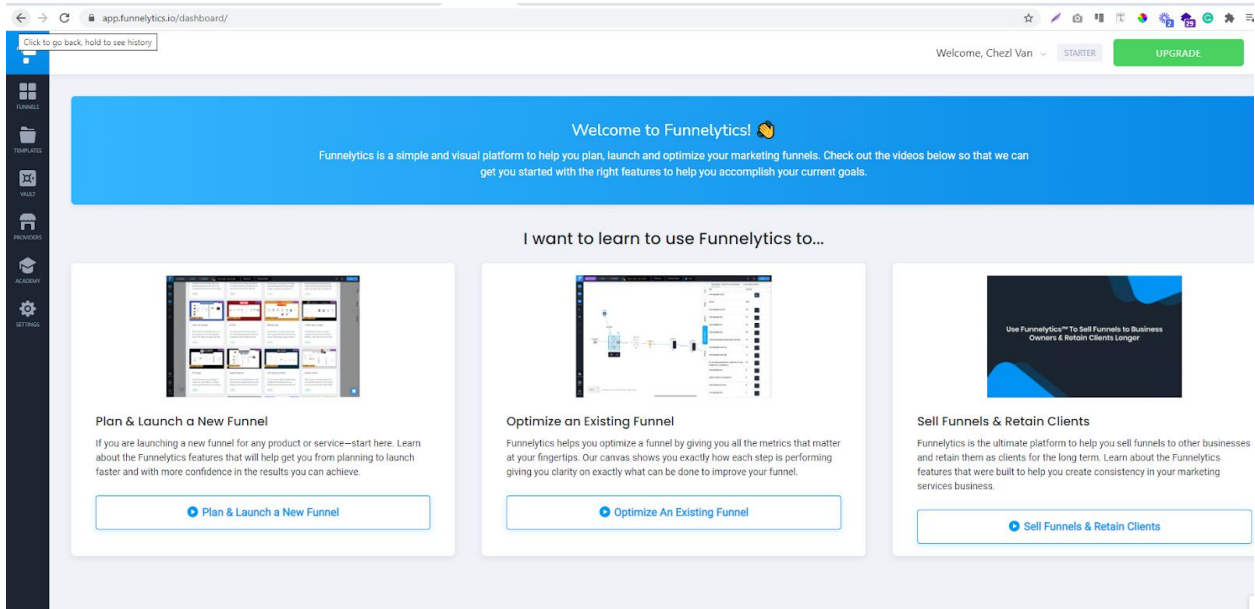 app.funnelytics.io/dashboard/
Click to go back, hold to see history
Welcome, Chezl Van
STARTER
UPGRADE
FUNNELS
TEMPLATES
VAULT
PROVIDERS
ACADEMY
SETTINGS
Welcome to Funnelytics! 👋
Funnelytics is a simple and visual platform to help you plan, launch and optimize your marketing funnels. Check out the videos below so that we can
get you started with the right features to help you accomplish your current goals.
I want to learn to use Funnelytics to...
Plan & Launch a New Funnel
If you are launching a new funnel for any product or service—start here. Learn
about the Funnelytics features that will help get you from planning to launch
faster and with more confidence in the results you can achieve.
Plan & Launch a New Funnel
Optimize an Existing Funnel
Funnelytics helps you optimize a funnel by giving you all the metrics that matter
at your fingertips. Our canvas shows you exactly how each step is performing
giving you clarity on exactly what can be done to improve your funnel.
Optimize An Existing Funnel
Use Funnelytics™ To Sell Funnels to Business
Owners & Retain Clients Longer
Sell Funnels & Retain Clients
Funnelytics is the ultimate platform to help you sell funnels to other businesses
and retain them as clients for the long term. Learn about the Funnelytics
features that were built to help you create consistency in your marketing
services business.
Sell Funnels & Retain Clients